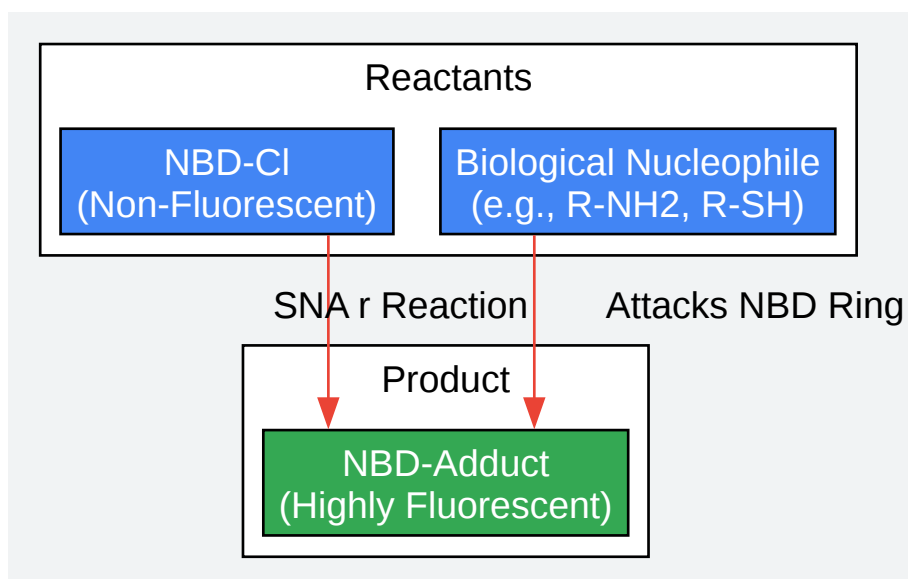 Reactants
NBD-Cl
(Non-Fluorescent)
Biological Nucleophile
(e.g., R-NH2, R-SH)
SNA r Reaction
Attacks NBD Ring
Product
NBD-Adduct
(Highly Fluorescent)